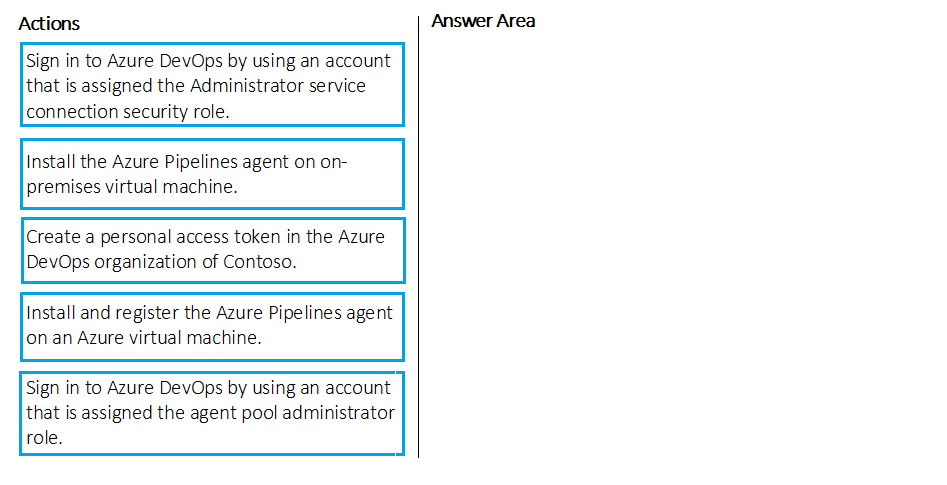 Actions
Answer Area
Sign in to Azure DevOps by using an account
that is assigned the Administrator service
connection security role.
Install the Azure Pipelines agent on on-
premises virtual machine.
Create a personal access token in the Azure
DevOps organization of Contoso.
Install and register the Azure Pipelines agent
on an Azure virtual machine.
Sign in to Azure DevOps by using an account
that is assigned the agent pool administrator
role.